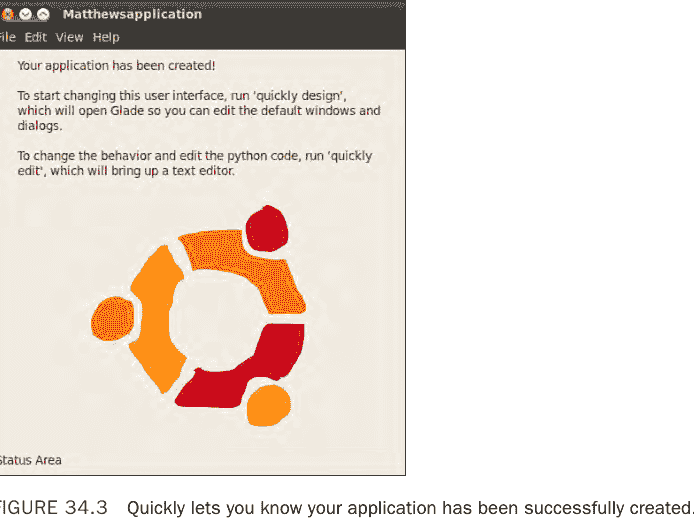 Matthewsapplication
File Edit View Help
Your application has been created!
To start changing this user interface, run 'quickly design',
which will open Glade so you can edit the default windows and
dialogs.
To change the behavior and edit the python code, run 'quickly
edit', which will bring up a text editor.
Status Area
FIGURE 34.3 Quickly lets you know your application has been successfully created.